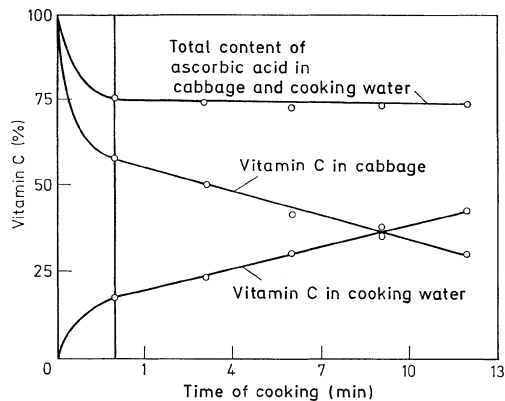 100
75
50
25
0
Vitamin C (%)
Total content of
ascorbic acid in
cabbage and cooking water
Vitamin C in cabbage
Vitamin C in cooking water
1 4 7 10 13
Time of cooking (min)